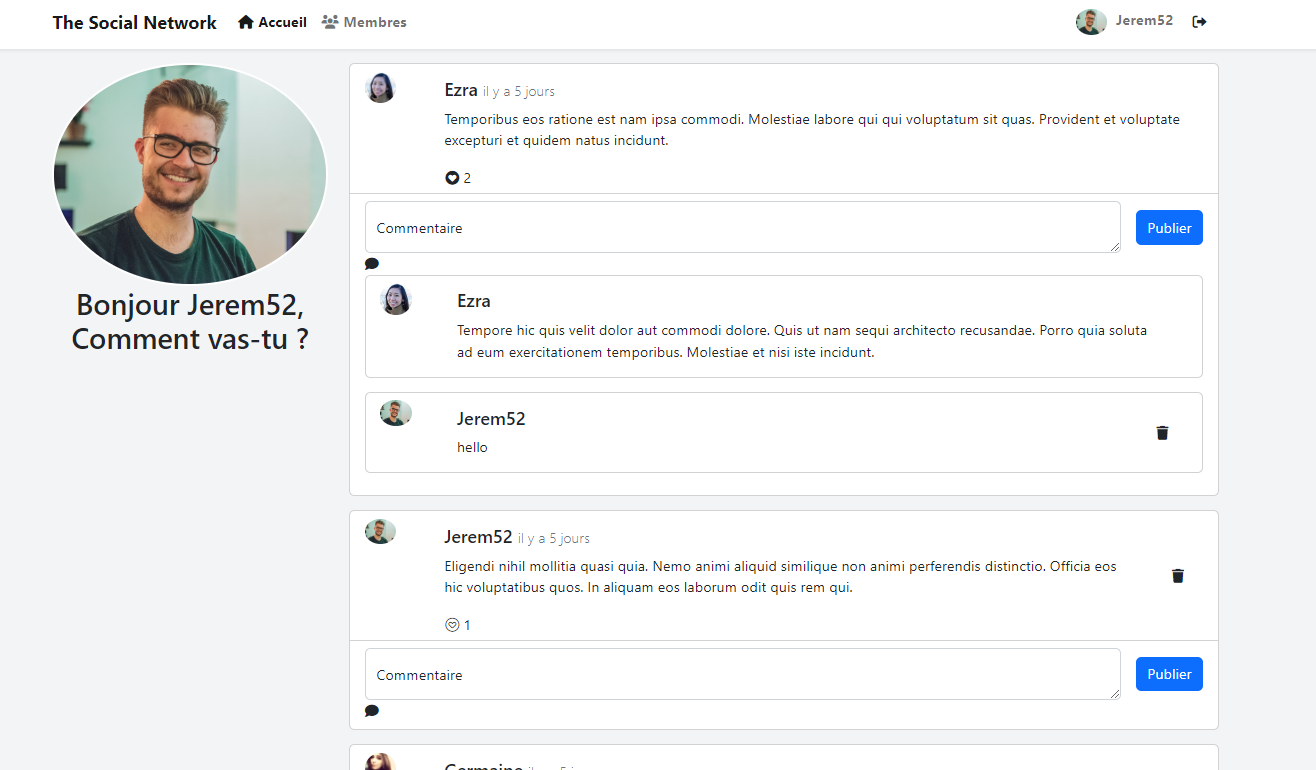 The Social Network Accueil Membres Jerem52
Bonjour Jerem52,
Comment vas-tu ?
Ezra il y a 5 jours
Temporibus eos ratione est nam ipsa commodi. Molestiae labore qui qui voluptatum sit quas. Provident et voluptate
excepturi et quidem natus incidunt.
2
Commentaire
Publier
Ezra
Tempore hic quis velit dolor aut commodi dolore. Quis ut nam sequi architecto recusandae. Porro quia soluta
ad eum exercitationem temporibus. Molestiae et nisi iste incidunt.
Jerem52
hello
Jerem52 il y a 5 jours
Eligendi nihil mollitia quasi quia. Nemo animi aliquid similique non animi perferendis distinctio. Officia eos
hic voluptatibus quos. In aliquam eos laborum odit quis rem qui.
1
Commentaire
Publier
Germaine il y a 5 jours